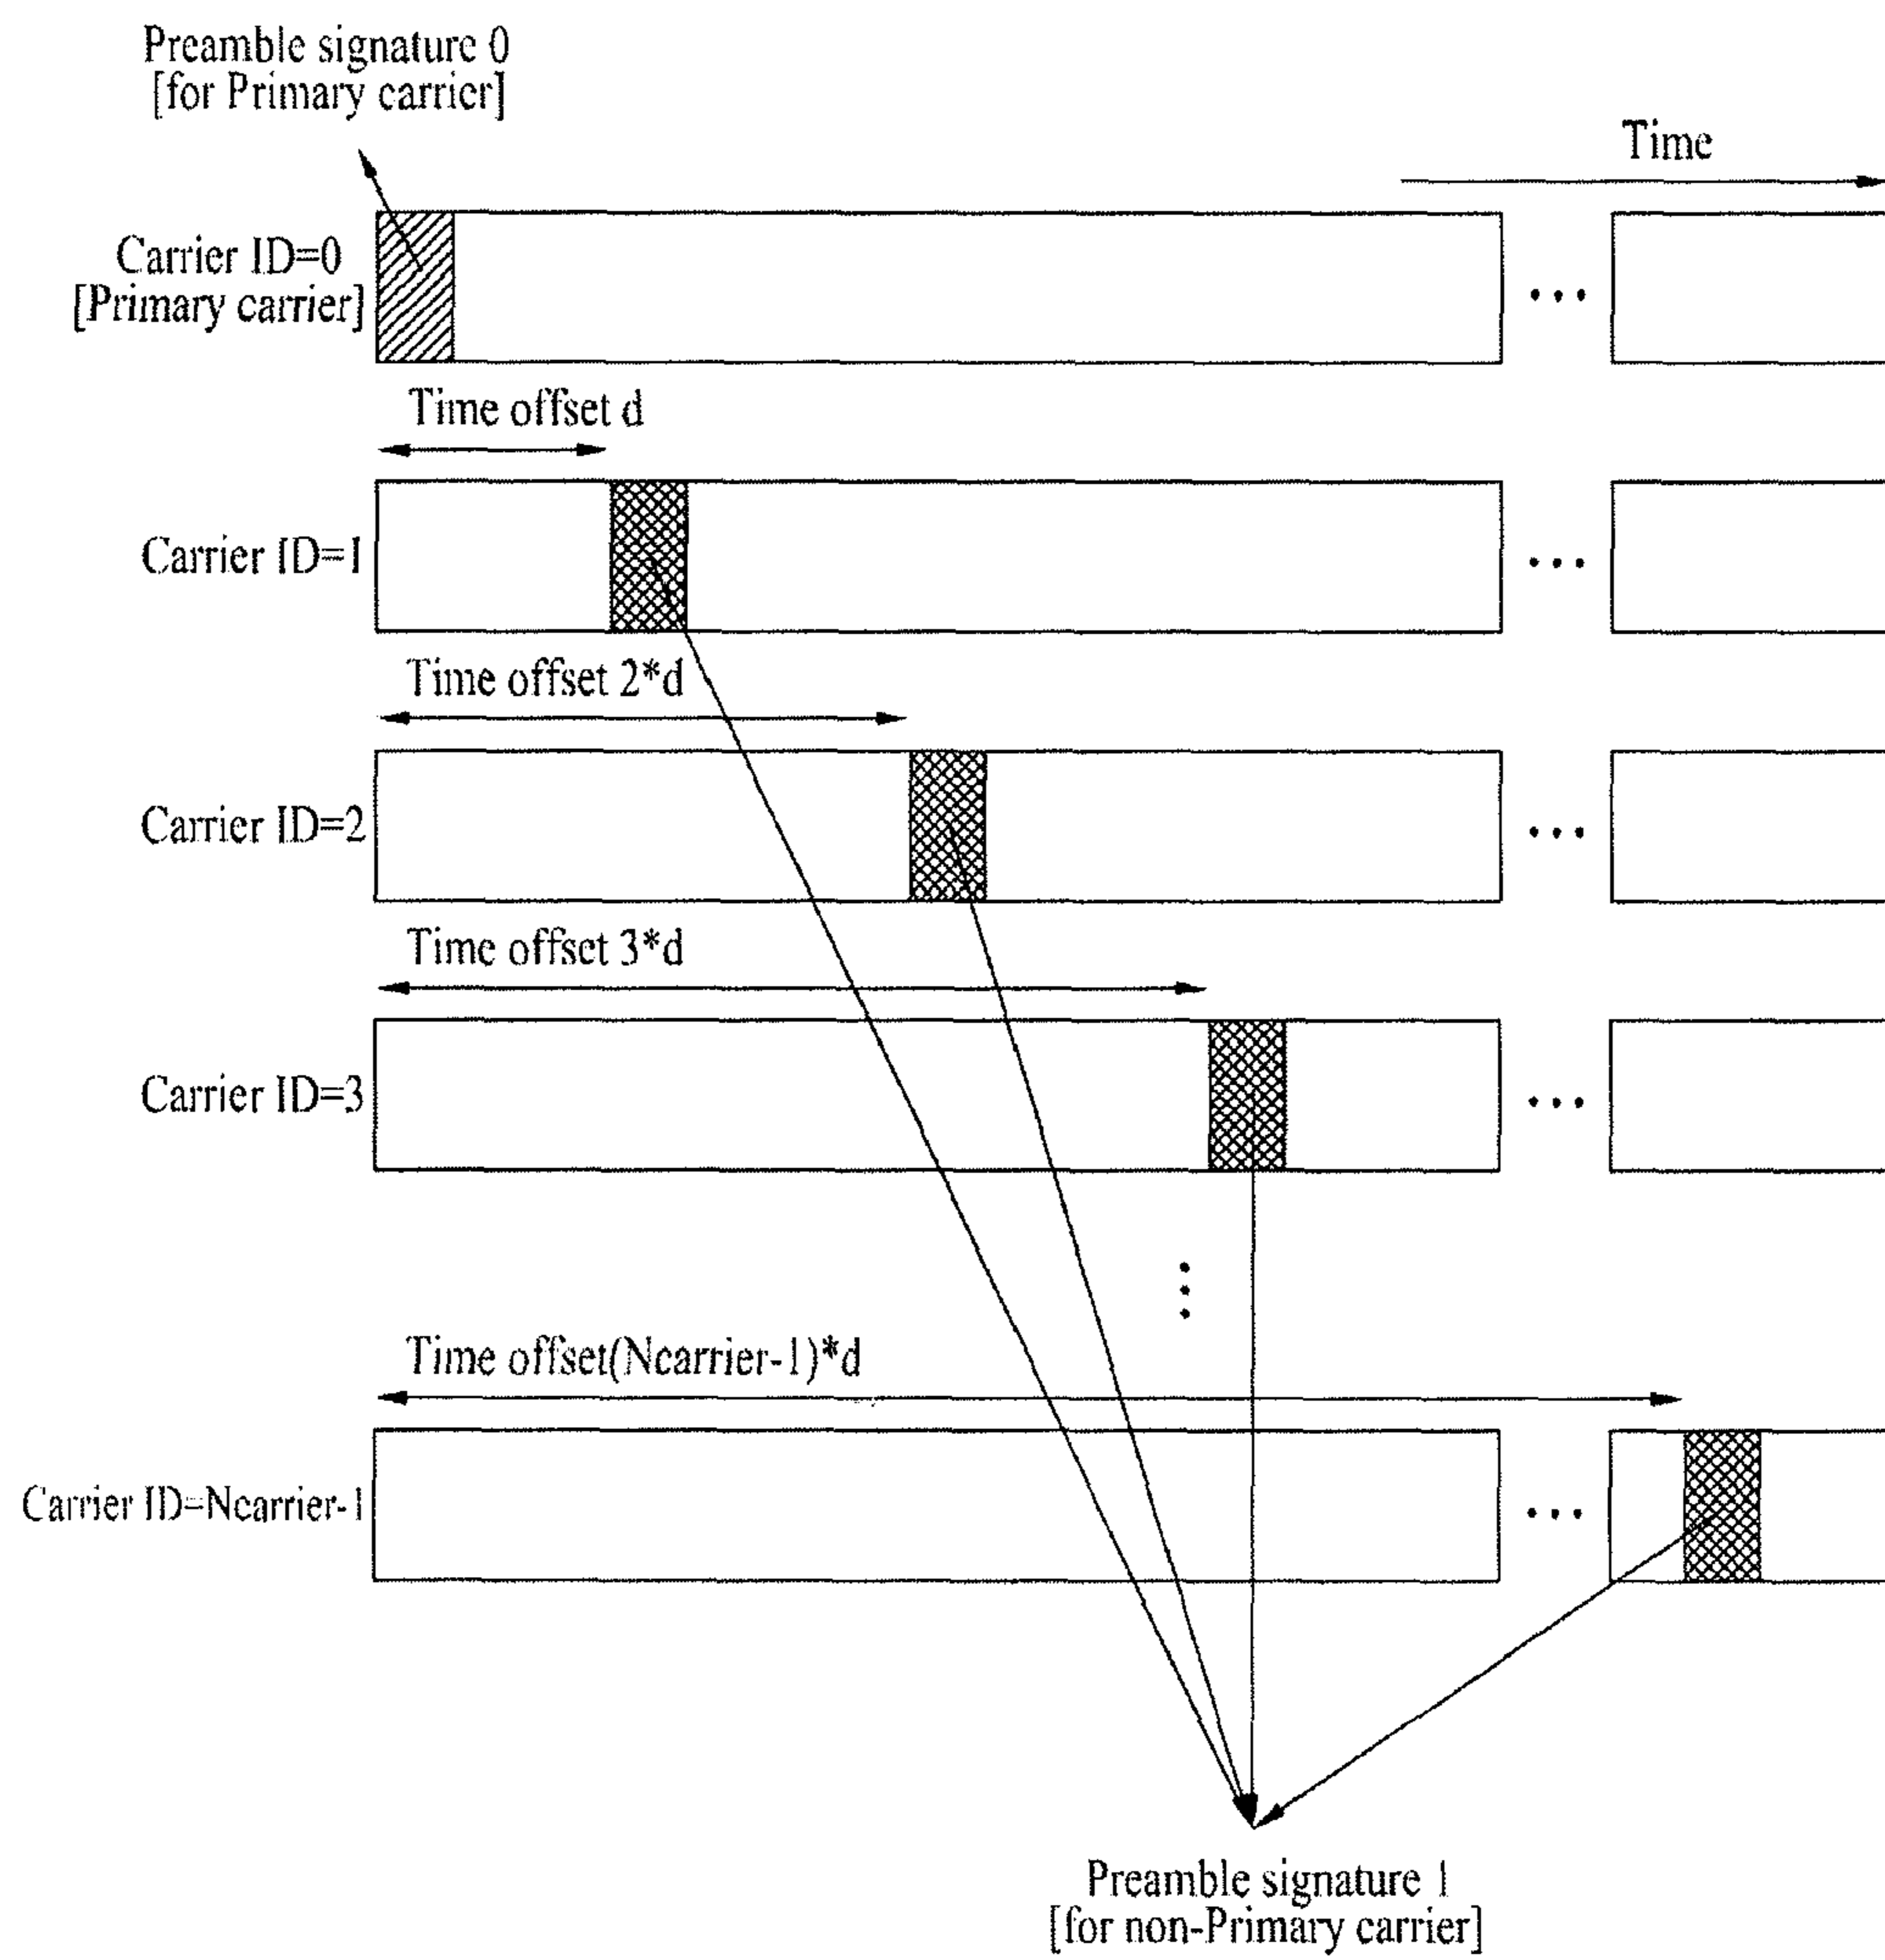 Preamble signature 0
[for Primary carrier]
Time
Carrier ID=0
[Primary carrier]
...
Time offset d
Carrier ID=1
...
Time offset 2*d
Carrier ID=2
...
Time offset 3*d
Carrier ID=3
...
Time offset(Ncarrier-1)*d
Carrier ID=Ncarrier-1
...
Preamble signature 1
[for non-Primary carrier]